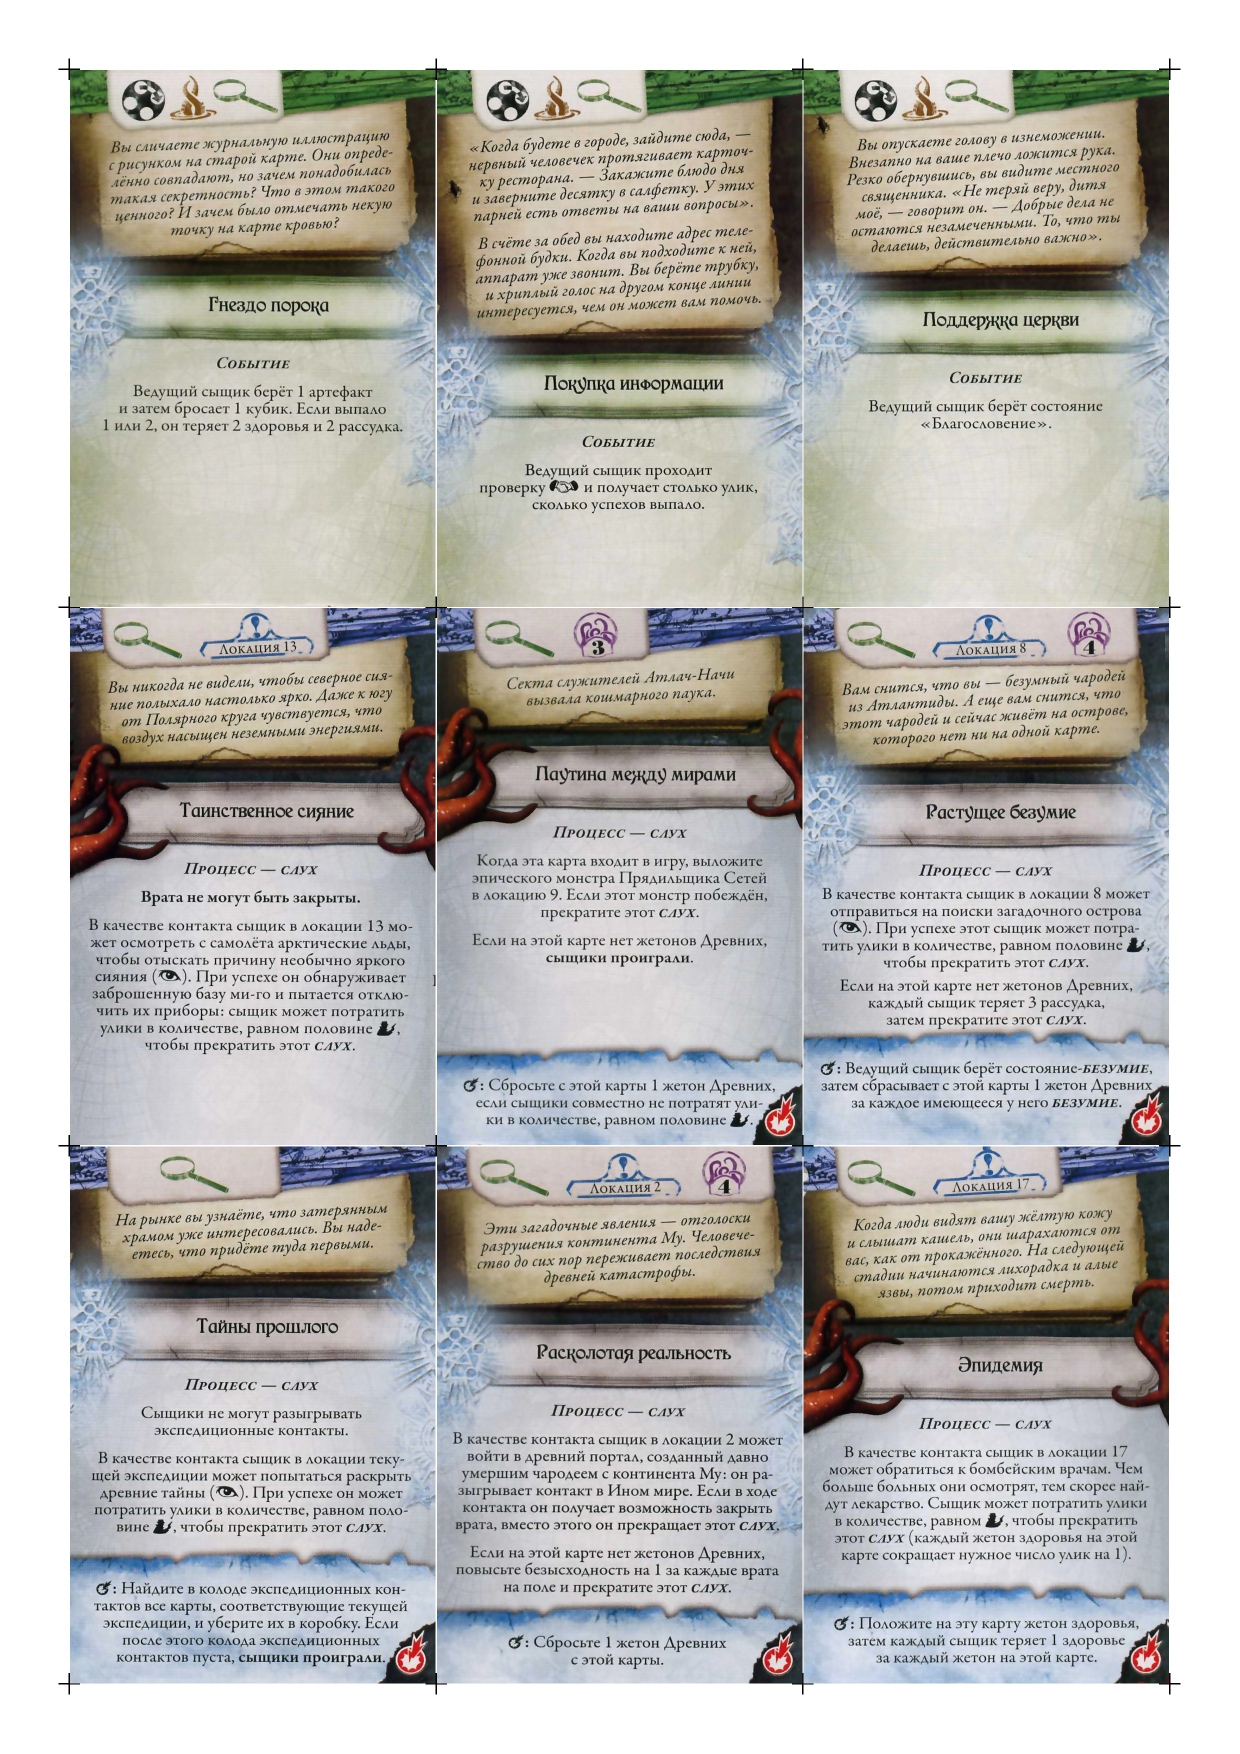 Вы сличаете журнальную иллюстрацию
с рисунком на старой карте. Они опреде-
лённо совпадают, но зачем понадобилась
такая секретность? Что в этом такого
ценного? И зачем было отмечать некую
точку на карте кровью?
Гнездо порока
Событие
Ведущий сыщик берёт 1 артефакт
и затем бросает 1 кубик. Если выпало
1 или 2, он теряет 2 здоровья и 2 рассудка.
«Когда будете в городе, зайдите сюда, —
нервный человечек протягивает карточ-
ку ресторана. — Закажите блюдо дня
и заверните десятку в салфетку. У этих
парней есть ответы на ваши вопросы».
В счёте за обед вы находите адрес теле-
фонной будки. Когда вы подходите к ней,
аппарат уже звонит. Вы берёте трубку,
и хриплый голос на другом конце линии
интересуется, чем он может вам помочь.
Покупка информации
Событие
Ведущий сыщик проходит
проверку и получает столько улик,
сколько успехов выпало.
Вы опускаете голову в изнеможении.
Внезапно на ваше плечо ложится рука.
Резко обернувшись, вы видите местного
священника. «Не теряй веру, дитя
моё, — говорит он. — Добрые дела не
остаются незамеченными. То, что ты
делаешь, действительно важно».
Поддержка церкви
Событие
Ведущий сыщик берёт состояние
«Благословение».
Локация 13
Вы никогда не видели, чтобы северное сия-
ние полыхало настолько ярко. Даже к югу
от Полярного круга чувствуется, что
воздух насыщен неземными энергиями.
Таинственное сияние
Процесс — слух
Врата не могут быть закрыты.
В качестве контакта сыщик в локации 13 мо-
жет осмотреть с самолёта арктические льды,
чтобы отыскать причину необычно яркого
сияния ( ). При успехе он обнаруживает
заброшенную базу ми-го и пытается отклю-
чить их приборы: сыщик может потратить
улики в количестве, равном половине ,
чтобы прекратить этот слух.
3
Секта служителей Атлач-Начи
вызвала кошмарного паука.
Паутина между мирами
Процесс — слух
Когда эта карта входит в игру, выложите
эпического монстра Прядильщика Сетей
в локацию 9. Если этот монстр побеждён,
прекратите этот слух.
Если на этой карте нет жетонов Древних,
сыщики проиграли.
: Сбросьте с этой карты 1 жетон Древних,
если сыщики совместно не потратят ули-
ки в количестве, равном половине .
Локация 8
4
Вам снится, что вы — безумный чародей
из Атлантиды. А еще вам снится, что
этот чародей и сейчас живёт на острове,
которого нет ни на одной карте.
Растущее безумие
Процесс — слух
В качестве контакта сыщик в локации 8 может
отправиться на поиски загадочного острова
( ). При успехе этот сыщик может потра-
тить улики в количестве, равном половине ,
чтобы прекратить этот слух.
Если на этой карте нет жетонов Древних,
каждый сыщик теряет 3 рассудка,
затем прекратите этот слух.
: Ведущий сыщик берёт состояние-безумие,
затем сбрасывает с этой карты 1 жетон Древних
за каждое имеющееся у него безумие.
На рынке вы узнаёте, что затерянным
храмом уже интересовались. Вы наде-
етесь, что придёте туда первыми.
Тайны прошлого
Процесс — слух
Сыщики не могут разыгрывать
экспедиционные контакты.
В качестве контакта сыщик в локации теку-
щей экспедиции может попытаться раскрыть
древние тайны ( ). При успехе он может
потратить улики в количестве, равном поло-
вине , чтобы прекратить этот слух.
: Найдите в колоде экспедиционных кон-
тактов все карты, соответствующие текущей
экспедиции, и уберите их в коробку. Если
после этого колода экспедиционных
контактов пуста, сыщики проиграли.
Локация 2
4
Эти загадочные явления — отголоски
разрушения континента Му. Человече-
ство до сих пор переживает последствия
древней катастрофы.
Расколотая реальность
Процесс — слух
В качестве контакта сыщик в локации 2 может
войти в древний портал, созданный давно
умершим чародеем с континента Му: он ра-
зыгрывает контакт в Ином мире. Если в ходе
контакта он получает возможность закрыть
врата, вместо этого он прекращает этот слух.
Если на этой карте нет жетонов Древних,
повысьте безысходность на 1 за каждые врата
на поле и прекратите этот слух.
: Сбросьте 1 жетон Древних
с этой карты.
Локация 17
Когда люди видят вашу жёлтую кожу
и слышат кашель, они шарахаются от
вас, как от прокажённого. На следующей
стадии начинаются лихорадка и алые
язвы, потом приходит смерть.
Эпидемия
Процесс — слух
В качестве контакта сыщик в локации 17
может обратиться к бомбейским врачам. Чем
больше больных они осмотрят, тем скорее най-
дут лекарство. Сыщик может потратить улики
в количестве, равном , чтобы прекратить
этот слух (каждый жетон здоровья на этой
карте сокращает нужное число улик на 1).
: Положите на эту карту жетон здоровья,
затем каждый сыщик теряет 1 здоровье
за каждый жетон на этой карте.